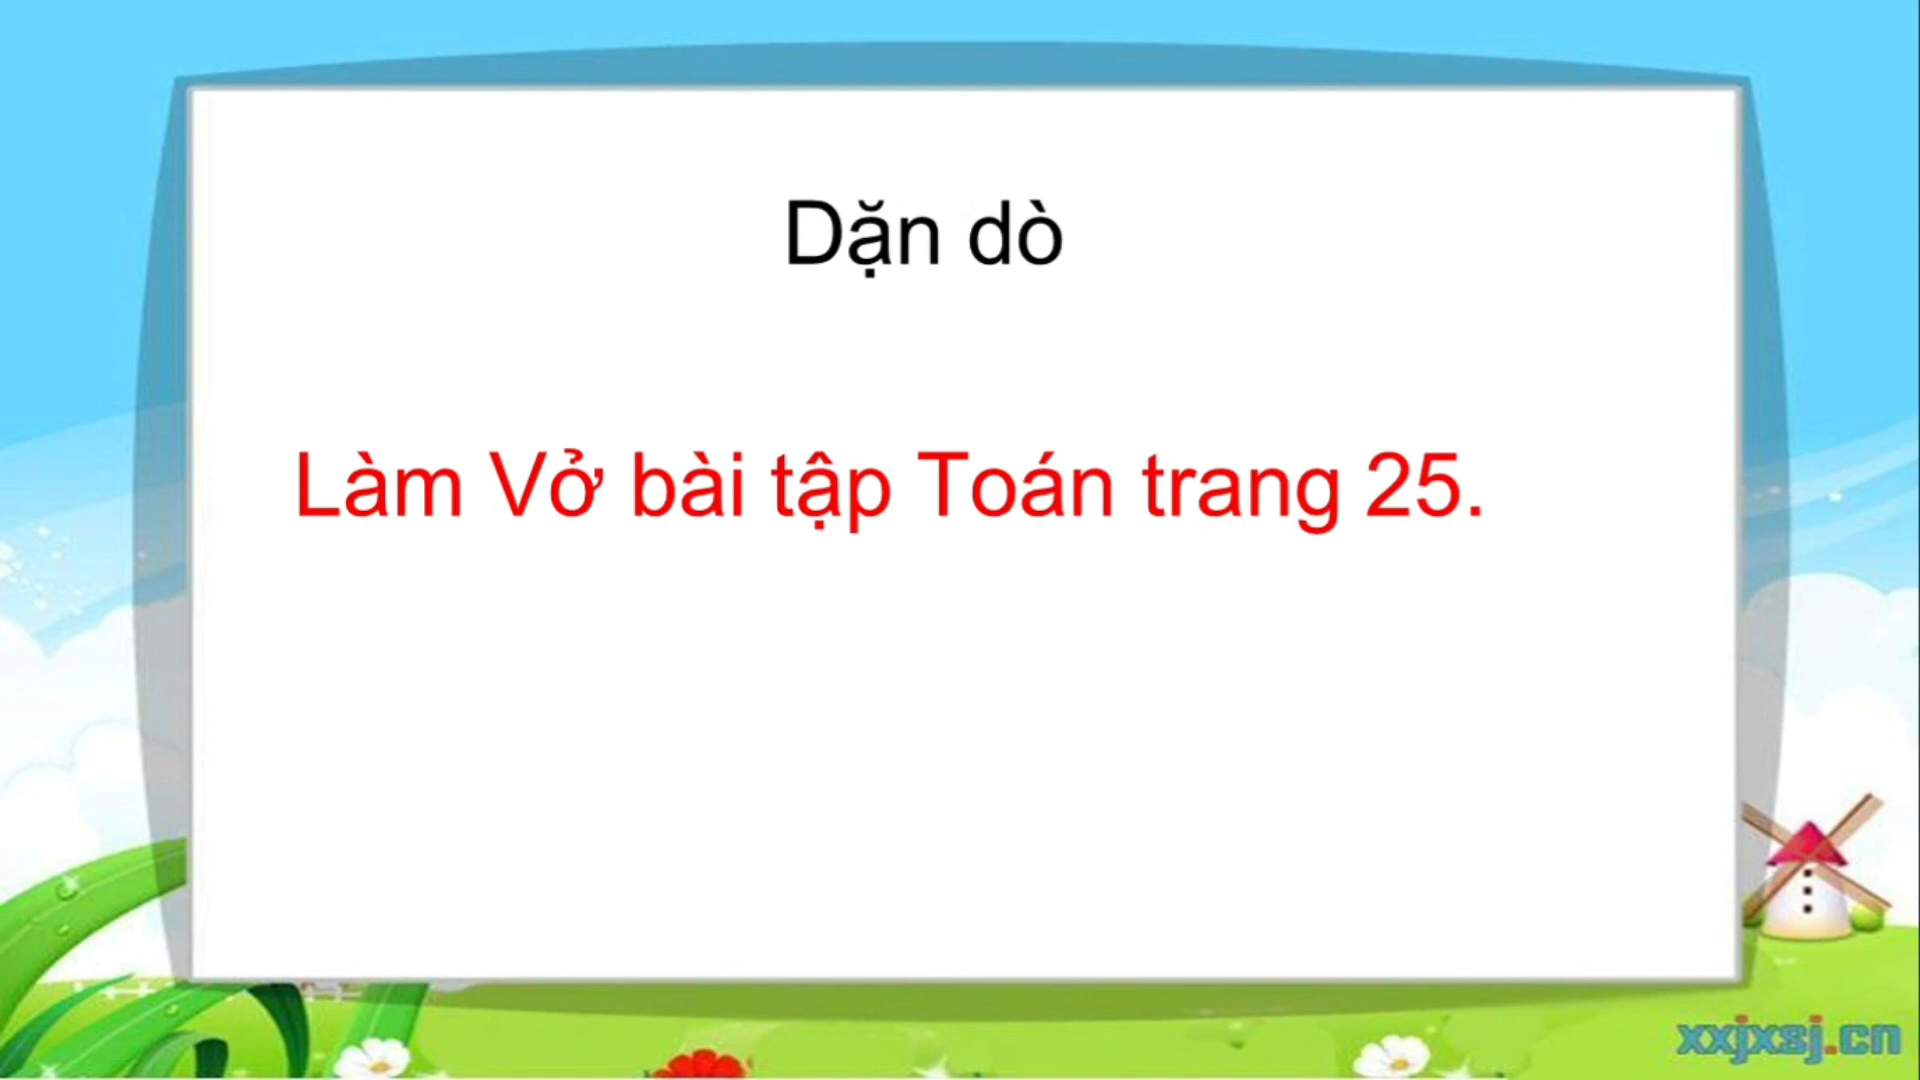 Dặn dò
Làm Vở bài tập Toán trang 25.
xxjxsj.cn